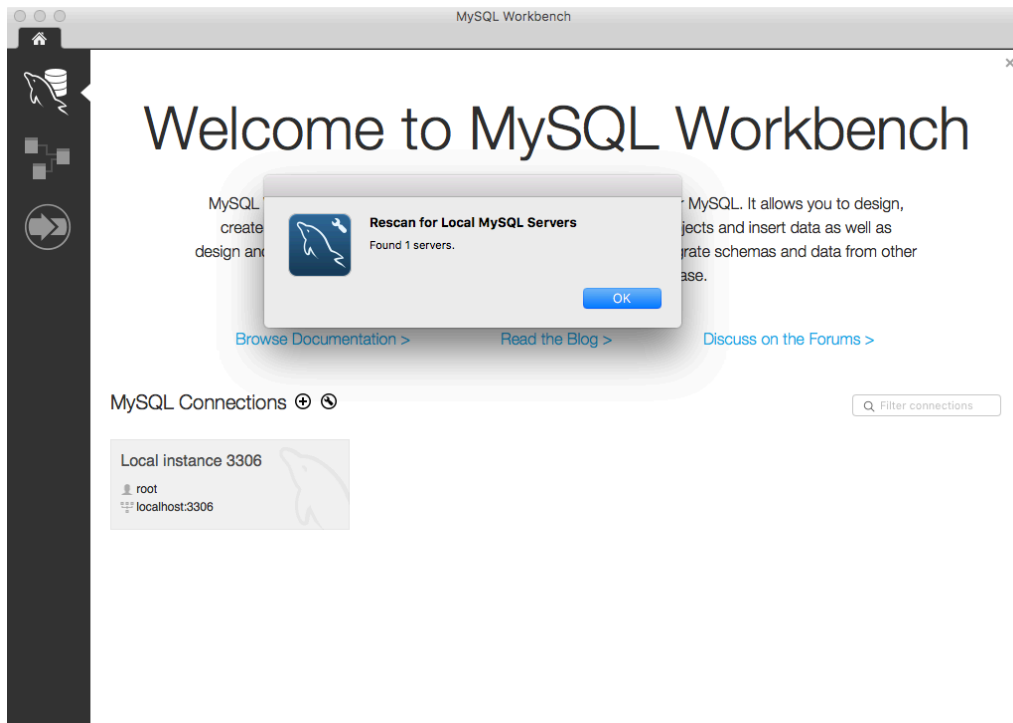 MySQL Workbench
Welcome to MySQL Workbench
MySQL MySQL. It allows you to design,
create jects and insert data as well as
design and grate schemas and data from other
ase.
Rescan for Local MySQL Servers
Found 1 servers.
OK
Browse Documentation > Read the Blog > Discuss on the Forums >
MySQL Connections
Filter connections
Local instance 3306
root
localhost:3306